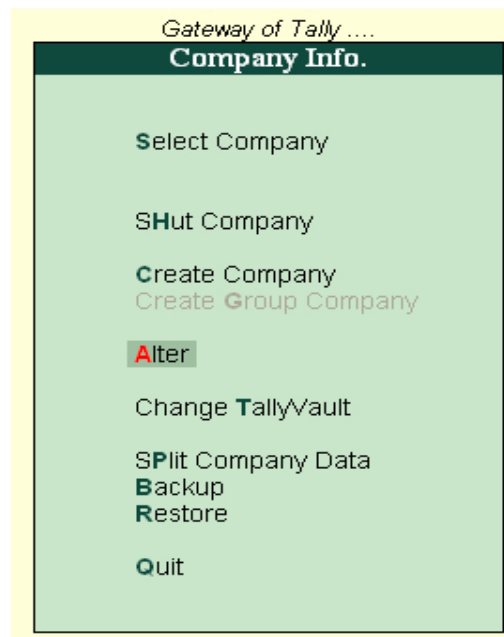 Gateway of Tally ....
Company Info.
Select Company
SHut Company
Create Company
Create Group Company
Alter
Change TallyVault
SPlit Company Data
Backup
Restore
Quit